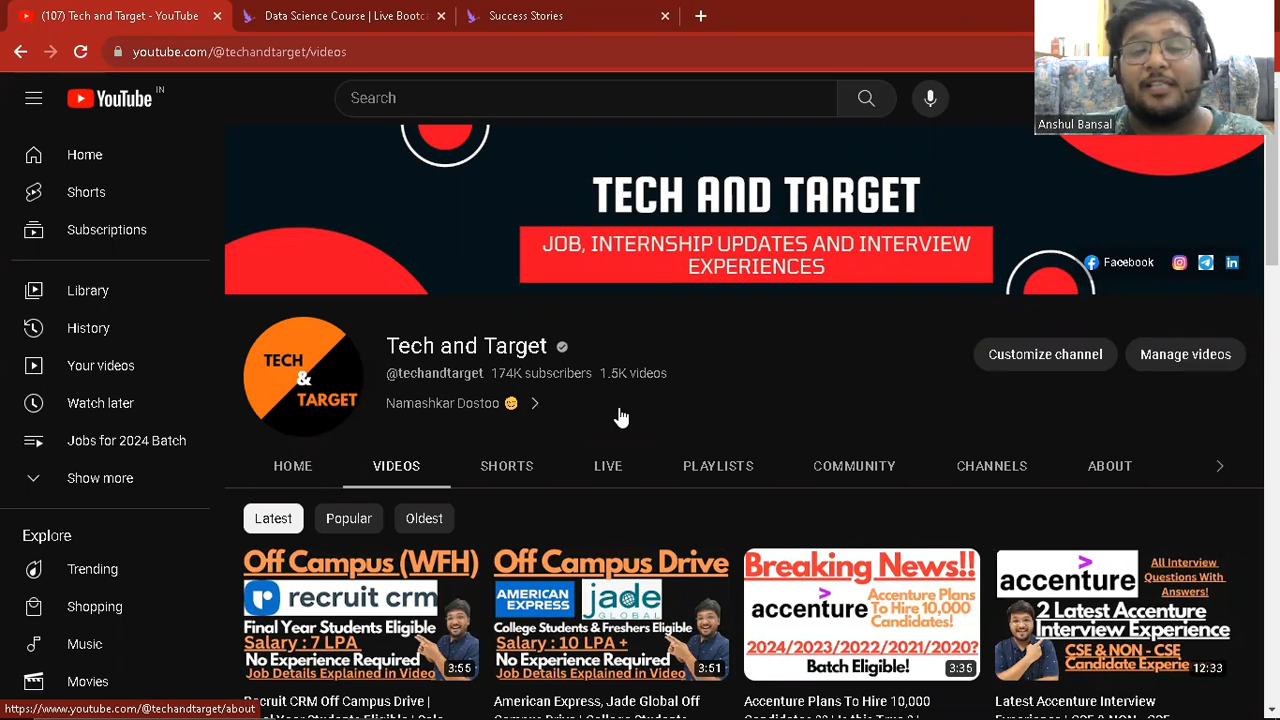 (107) Tech and Target - YouTube
Data Science Course | Live Bootc
Success Stories
youtube.com/@techandtarget/videos
Anshul Bansal
YouTube IN
Search
Home
Shorts
Subscriptions
Library
History
Your videos
Watch later
Jobs for 2024 Batch
Show more
Explore
Trending
Shopping
Music
Movies
https://www.youtube.com/@techandtarget/about
TECH AND TARGET
JOB, INTERNSHIP UPDATES AND INTERVIEW
EXPERIENCES
Facebook
TECH
&
TARGET
Tech and Target
@techandtarget 174K subscribers 1.5K videos
Namashkar Dostoo 😊
Customize channel
Manage videos
HOME VIDEOS SHORTS LIVE PLAYLISTS COMMUNITY CHANNELS ABOUT
Latest Popular Oldest
Off Campus (WFH)
recruit crm
Final Year Students Eligible
Salary : 7 LPA
No Experience Required
Job Details Explained in Video
3:55
Recruit CRM Off Campus Drive |
Off Campus Drive
AMERICAN
EXPRESS
jade
GLOBAL
College Students & Freshers Eligible
Salary : 10 LPA +
No Experience Required
Job Details Explained in Video
3:51
American Express, Jade Global Off
Breaking News!!
accenture
Accenture Plans
To Hire 10,000
Candidates!
2024/2023/2022/2021/2020?
Batch Eligible!
3:35
Accenture Plans To Hire 10,000
accenture
All Interview
Questions With
Answers!
2 Latest Accenture
Interview Experience
CSE & NON - CSE
Candidate Experie
12:33
Latest Accenture Interview